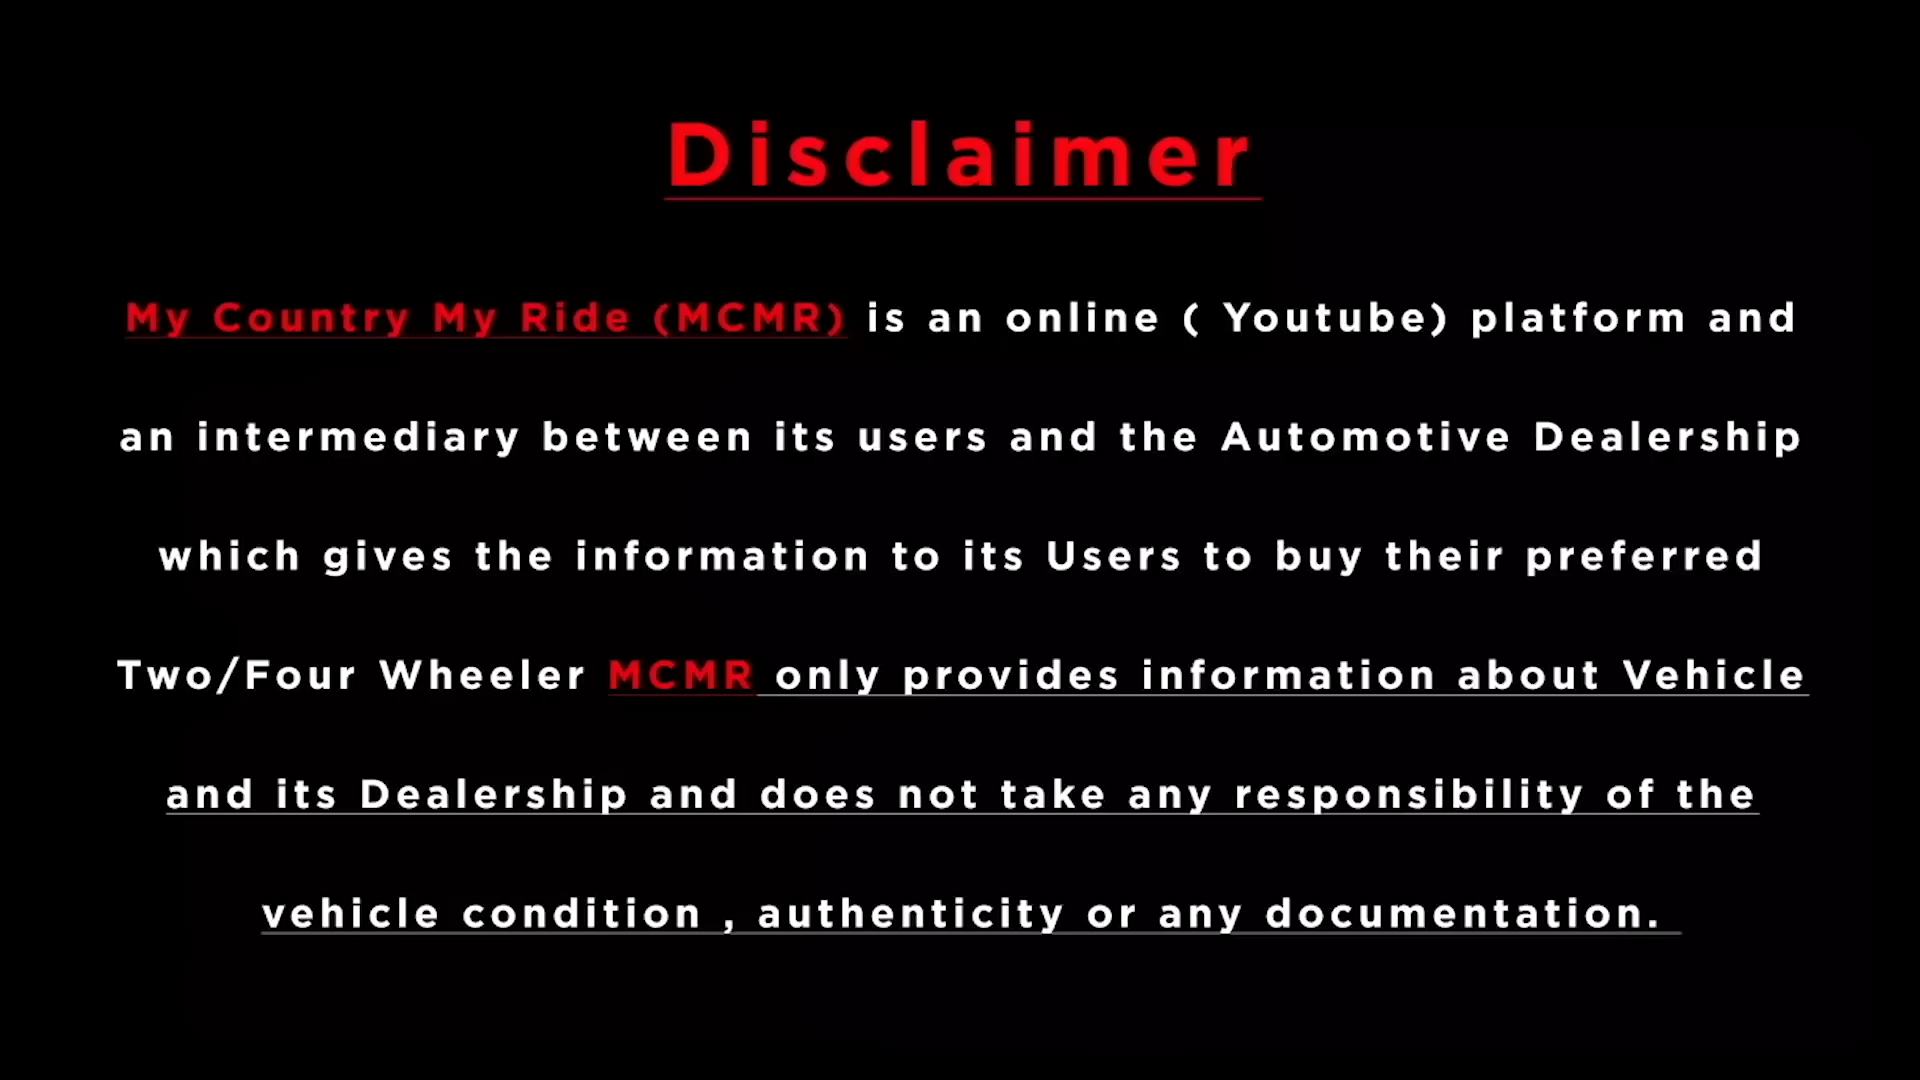 Disclaimer
My Country My Ride (MCMR) is an online ( Youtube) platform and
an intermediary between its users and the Automotive Dealership
which gives the information to its Users to buy their preferred
Two/Four Wheeler MCMR only provides information about Vehicle
and its Dealership and does not take any responsibility of the
vehicle condition , authenticity or any documentation.